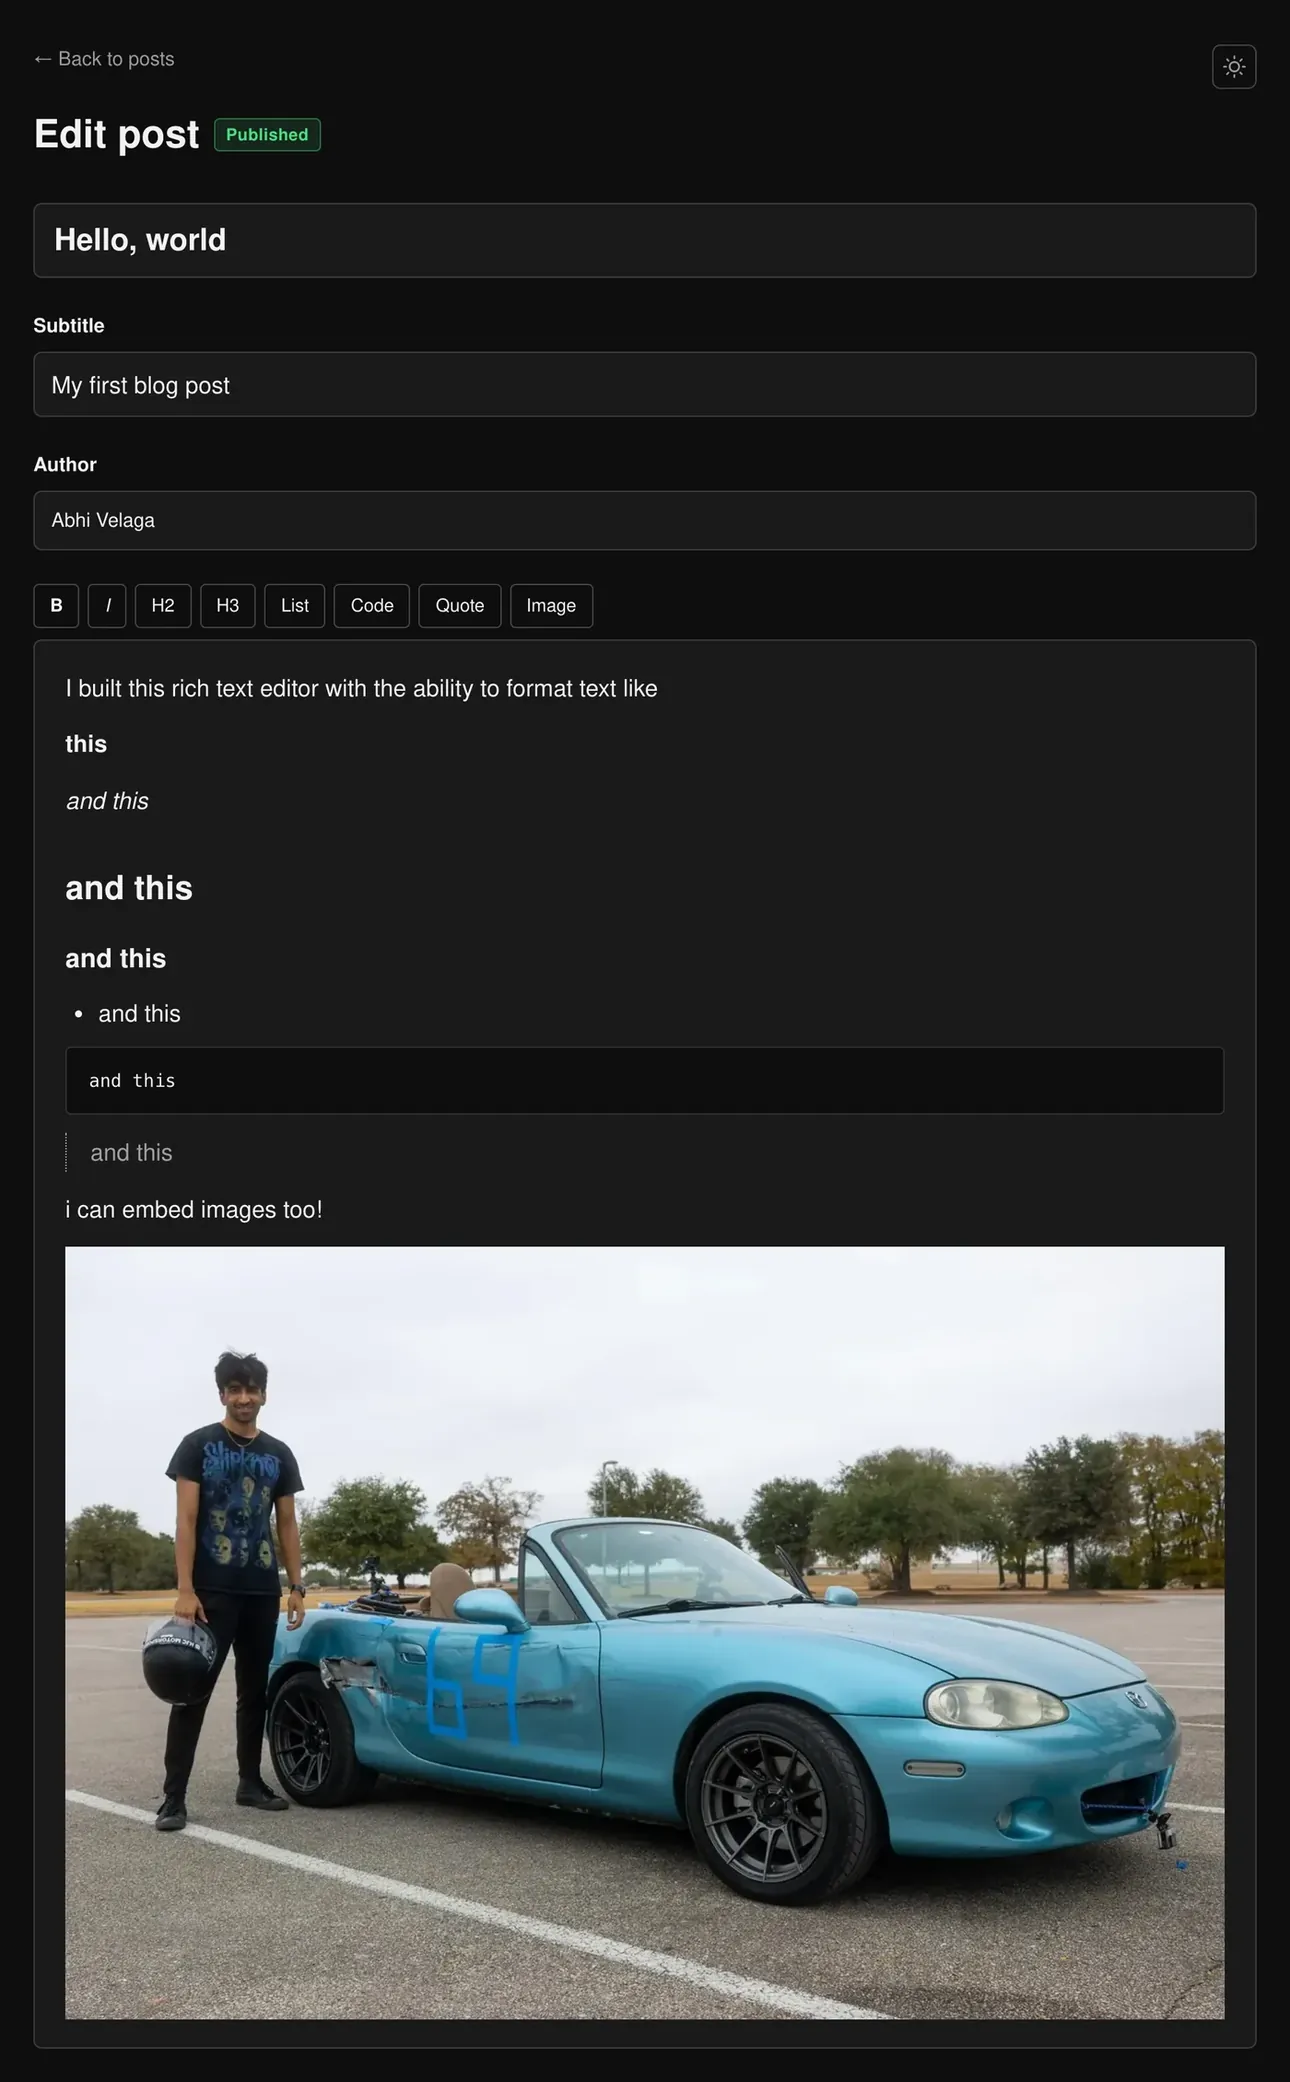 ← Back to posts
Edit post Published
Hello, world
Subtitle
My first blog post
Author
Abhi Velaga
B I H2 H3 List Code Quote Image
I built this rich text editor with the ability to format text like
this
and this
and this
and this
• and this
and this
and this
i can embed images too!
Slipknot
69